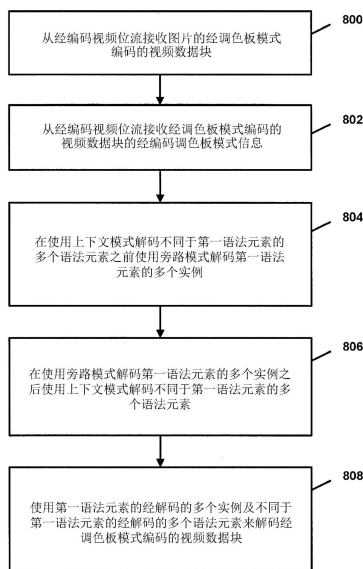 800
从经编码视频位流接收图片的经调色板模式
编码的视频数据块
802
从经编码视频位流接收经调色板模式编码的
视频数据块的经编码调色板模式信息
804
在使用上下文模式解码不同于第一语法元素的
多个语法元素之前使用旁路模式解码第一语法
元素的多个实例
806
在使用旁路模式解码第一语法元素的多个实例之
后使用上下文模式解码不同于第一语法元素的多
个语法元素
808
使用第一语法元素的经解码的多个实例及不同于
第一语法元素的经解码的多个语法元素来解码经
调色板模式编码的视频数据块